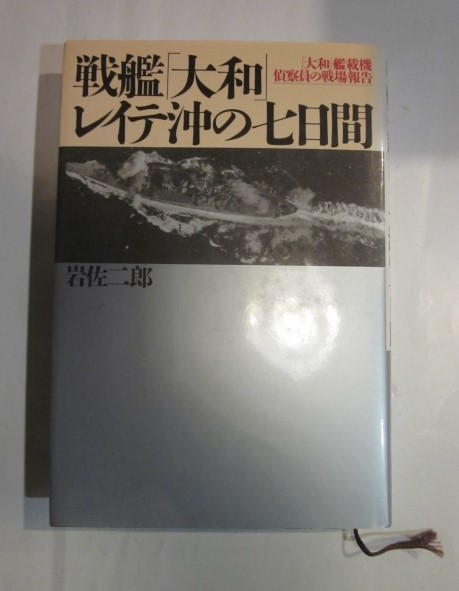 戦艦「大和」
レイテ沖の七日間
「大和」艦載機
偵察員の戦場報告
岩佐二郎